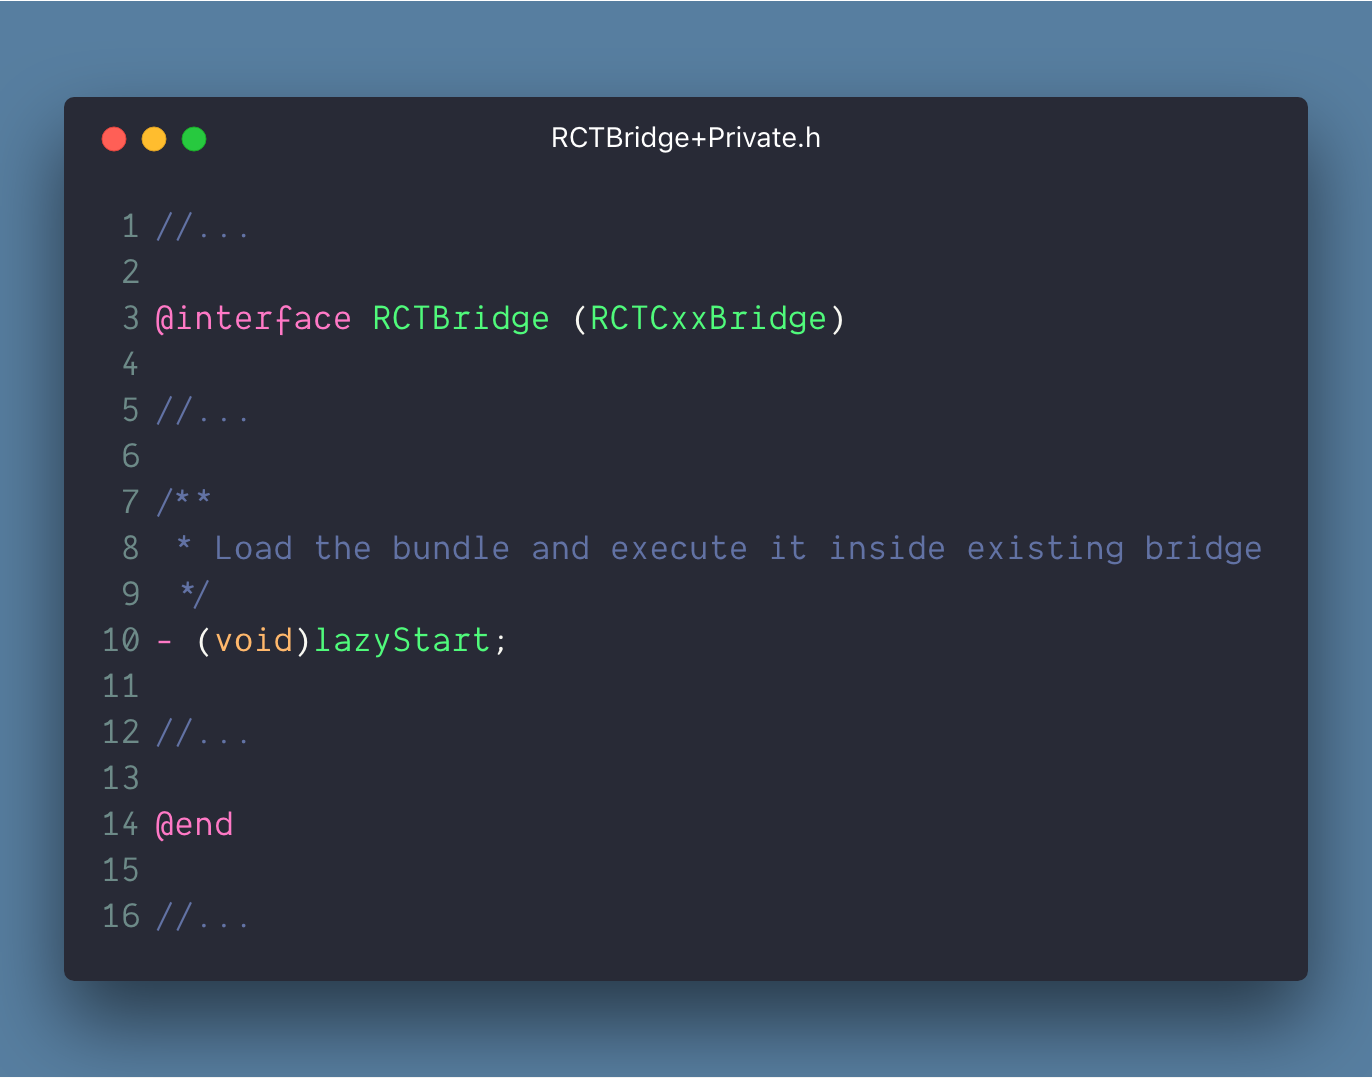 RCTBridge+Private.h
1 //...
2
3 @interface RCTBridge (RCTCxxBridge)
4
5 //...
6
7 /**
8  * Load the bundle and execute it inside existing bridge
9  */
10 - (void)lazyStart;
11
12 //...
13
14 @end
15
16 //...